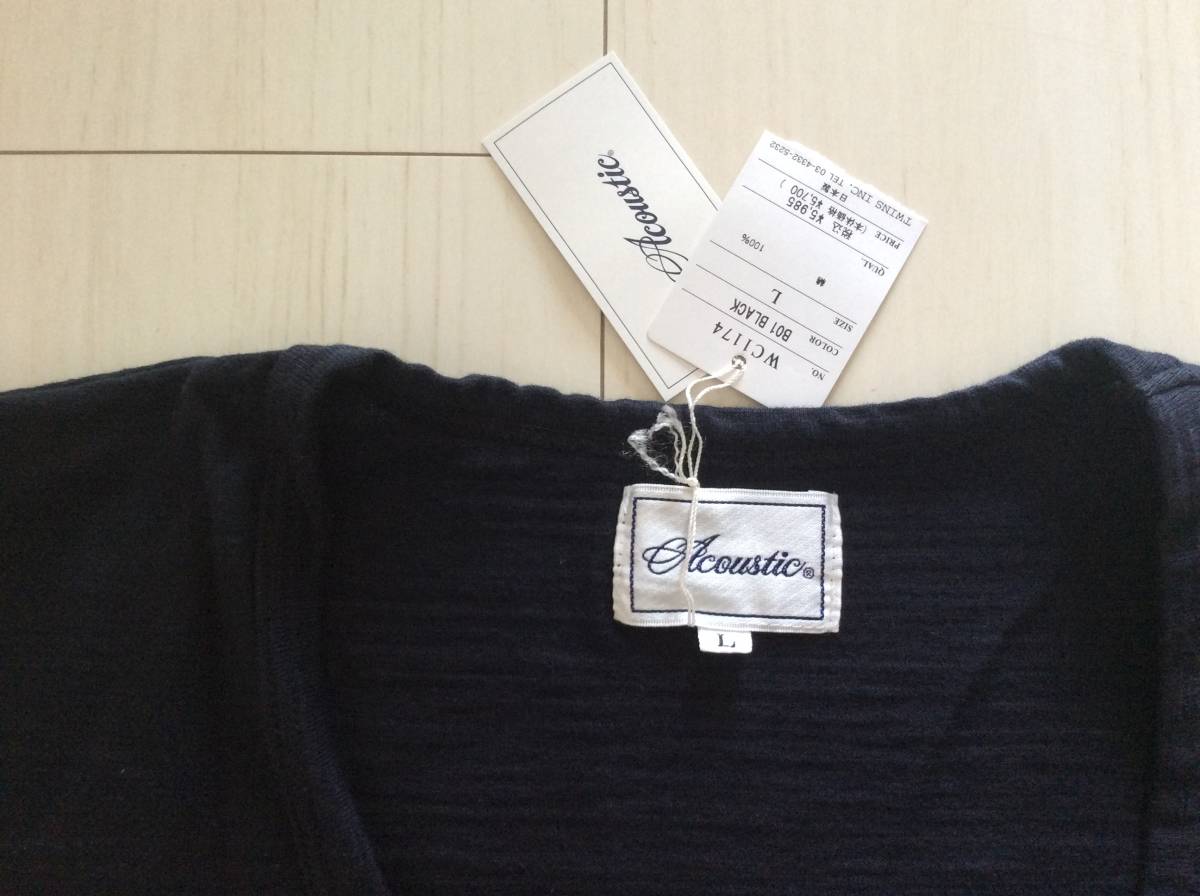 Acoustic®
NO. WC1174
COLOR B01 BLACK
SIZE L
QUAL. 綿 100%
PRICE 税込 ¥5,985
(本体価格 ¥5,700 )
日本製
TWINS INC. TEL 03-4332-5232
Acoustic®
L